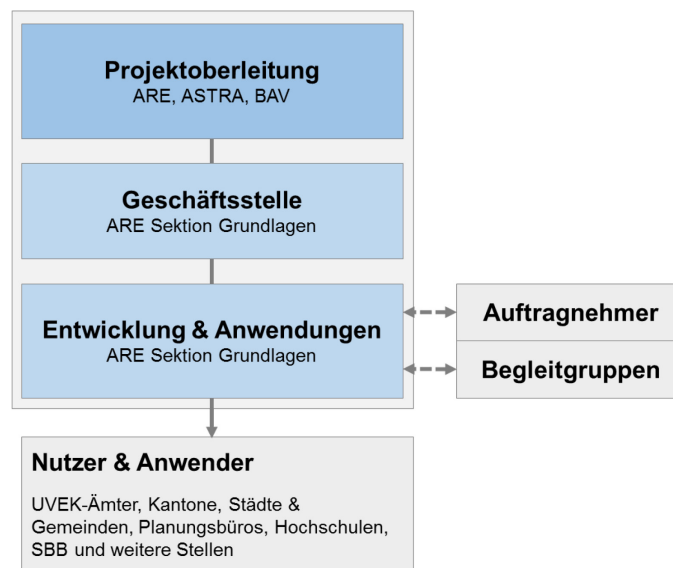 Projektoberleitung
ARE, ASTRA, BAV
Geschäftsstelle
ARE Sektion Grundlagen
Entwicklung & Anwendungen
ARE Sektion Grundlagen
Auftragnehmer
Begleitgruppen
Nutzer & Anwender
UVEK-Ämter, Kantone, Städte &
Gemeinden, Planungsbüros, Hochschulen,
SBB und weitere Stellen